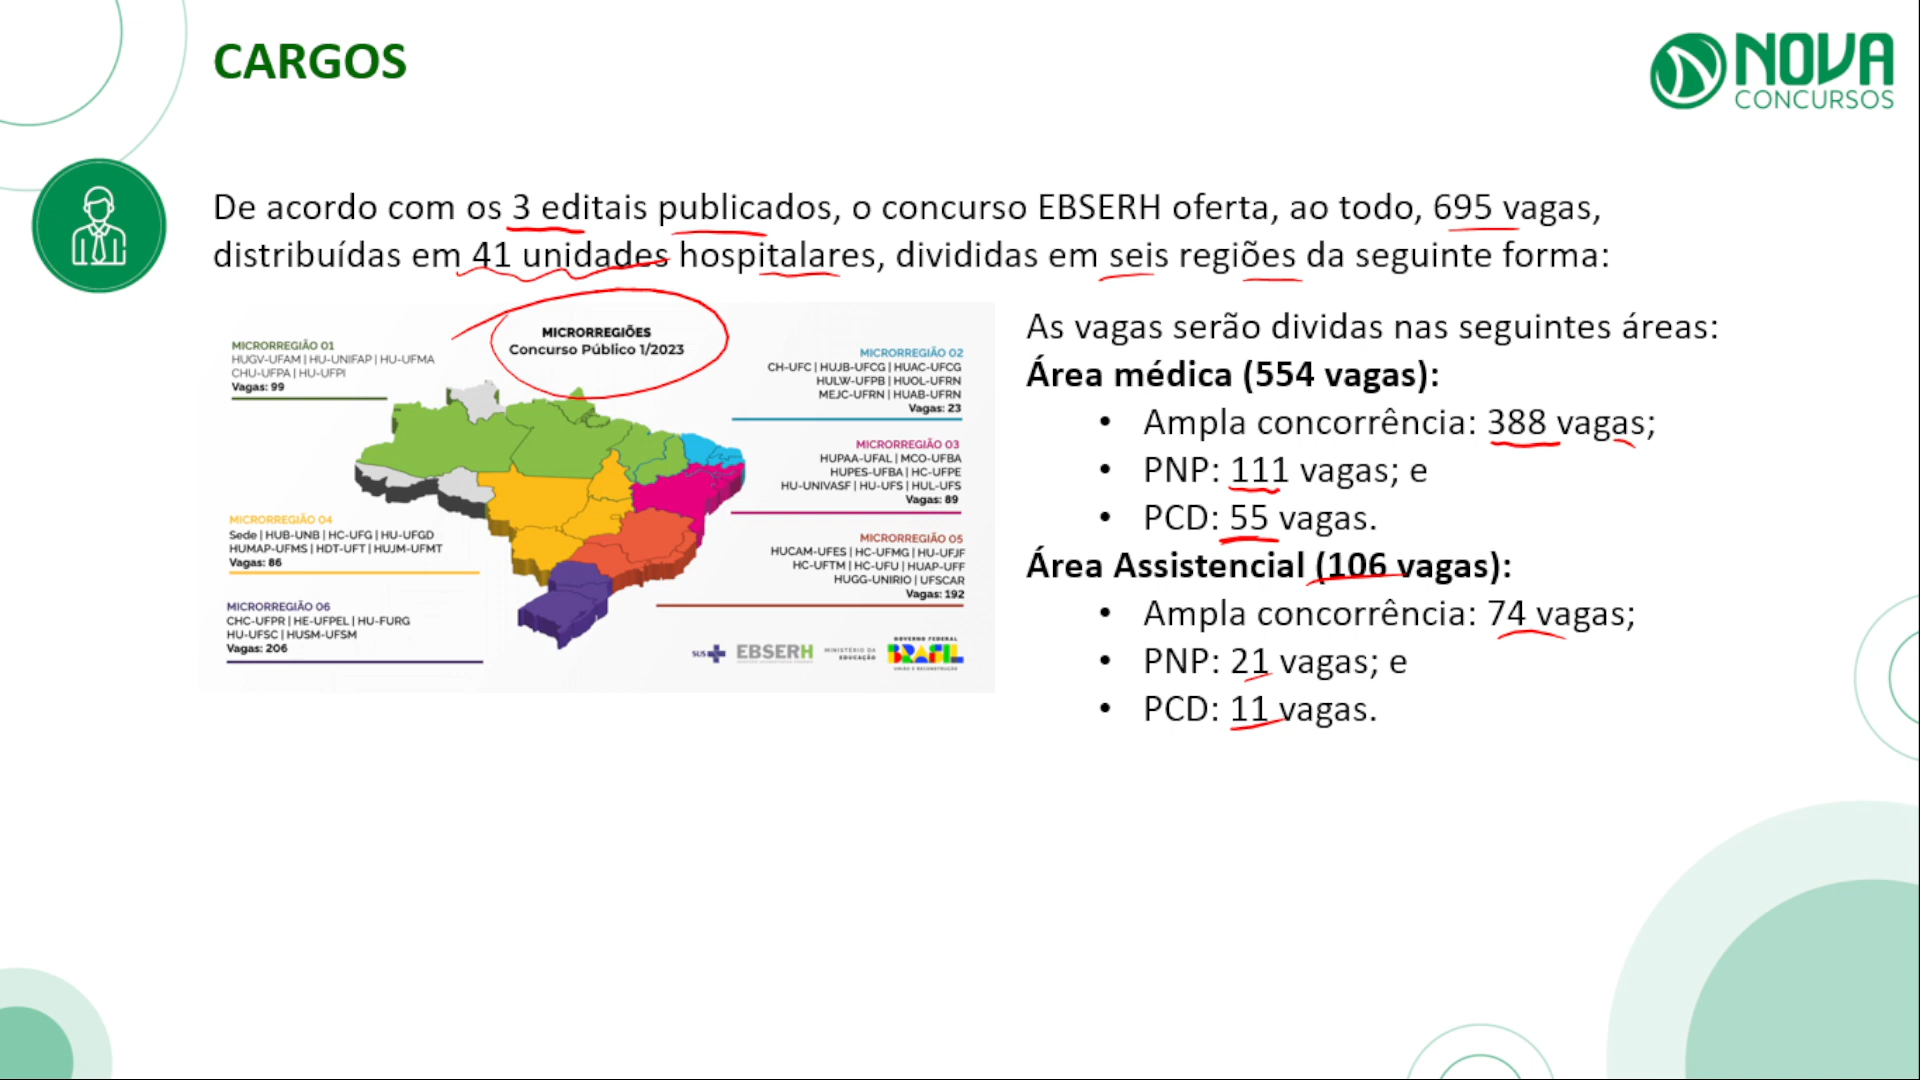 CARGOS
NOVA
CONCURSOS
De acordo com os 3 editais publicados, o concurso EBSERH oferta, ao todo, 695 vagas,
distribuídas em 41 unidades hospitalares, divididas em seis regiões da seguinte forma:
MICRORREGIÕES
Concurso Público 1/2023
MICRORREGIÃO 01
HUGV-UFAM | HU-UNIFAP | HU-UFMA
CHU-UFPA | HU-UFPI
Vagas: 99
MICRORREGIÃO 02
CH-UFC | HUJB-UFCG | HUAC-UFCG
HULW-UFPB | HUOL-UFRN
MEJC-UFRN | HUAB-UFRN
Vagas: 23
MICRORREGIÃO 03
HUPAA-UFAL | MCO-UFBA
HUPES-UFBA | HC-UFPE
HU-UNIVASF | HU-UFS | HUL-UFS
Vagas: 89
MICRORREGIÃO 04
Sede | HUB-UNB | HC-UFG | HU-UFGD
HUMAP-UFMS | HDT-UFT | HUJM-UFMT
Vagas: 86
MICRORREGIÃO 05
HUCAM-UFES | HC-UFMG | HU-UFJF
HC-UFTM | HC-UFU | HUAP-UFF
HUGG-UNIRIO | UFSCAR
Vagas: 192
MICRORREGIÃO 06
CHC-UFPR | HE-UFPEL | HU-FURG
HU-UFSC | HUSM-UFSM
Vagas: 206
SUS
EBSERH
MINISTÉRIO DA
EDUCAÇÃO
GOVERNO FEDERAL
BRASIL
UNIÃO E RECONSTRUÇÃO
As vagas serão dividas nas seguintes áreas:
Área médica (554 vagas):
• Ampla concorrência: 388 vagas;
• PNP: 111 vagas; e
• PCD: 55 vagas.
Área Assistencial (106 vagas):
• Ampla concorrência: 74 vagas;
• PNP: 21 vagas; e
• PCD: 11 vagas.